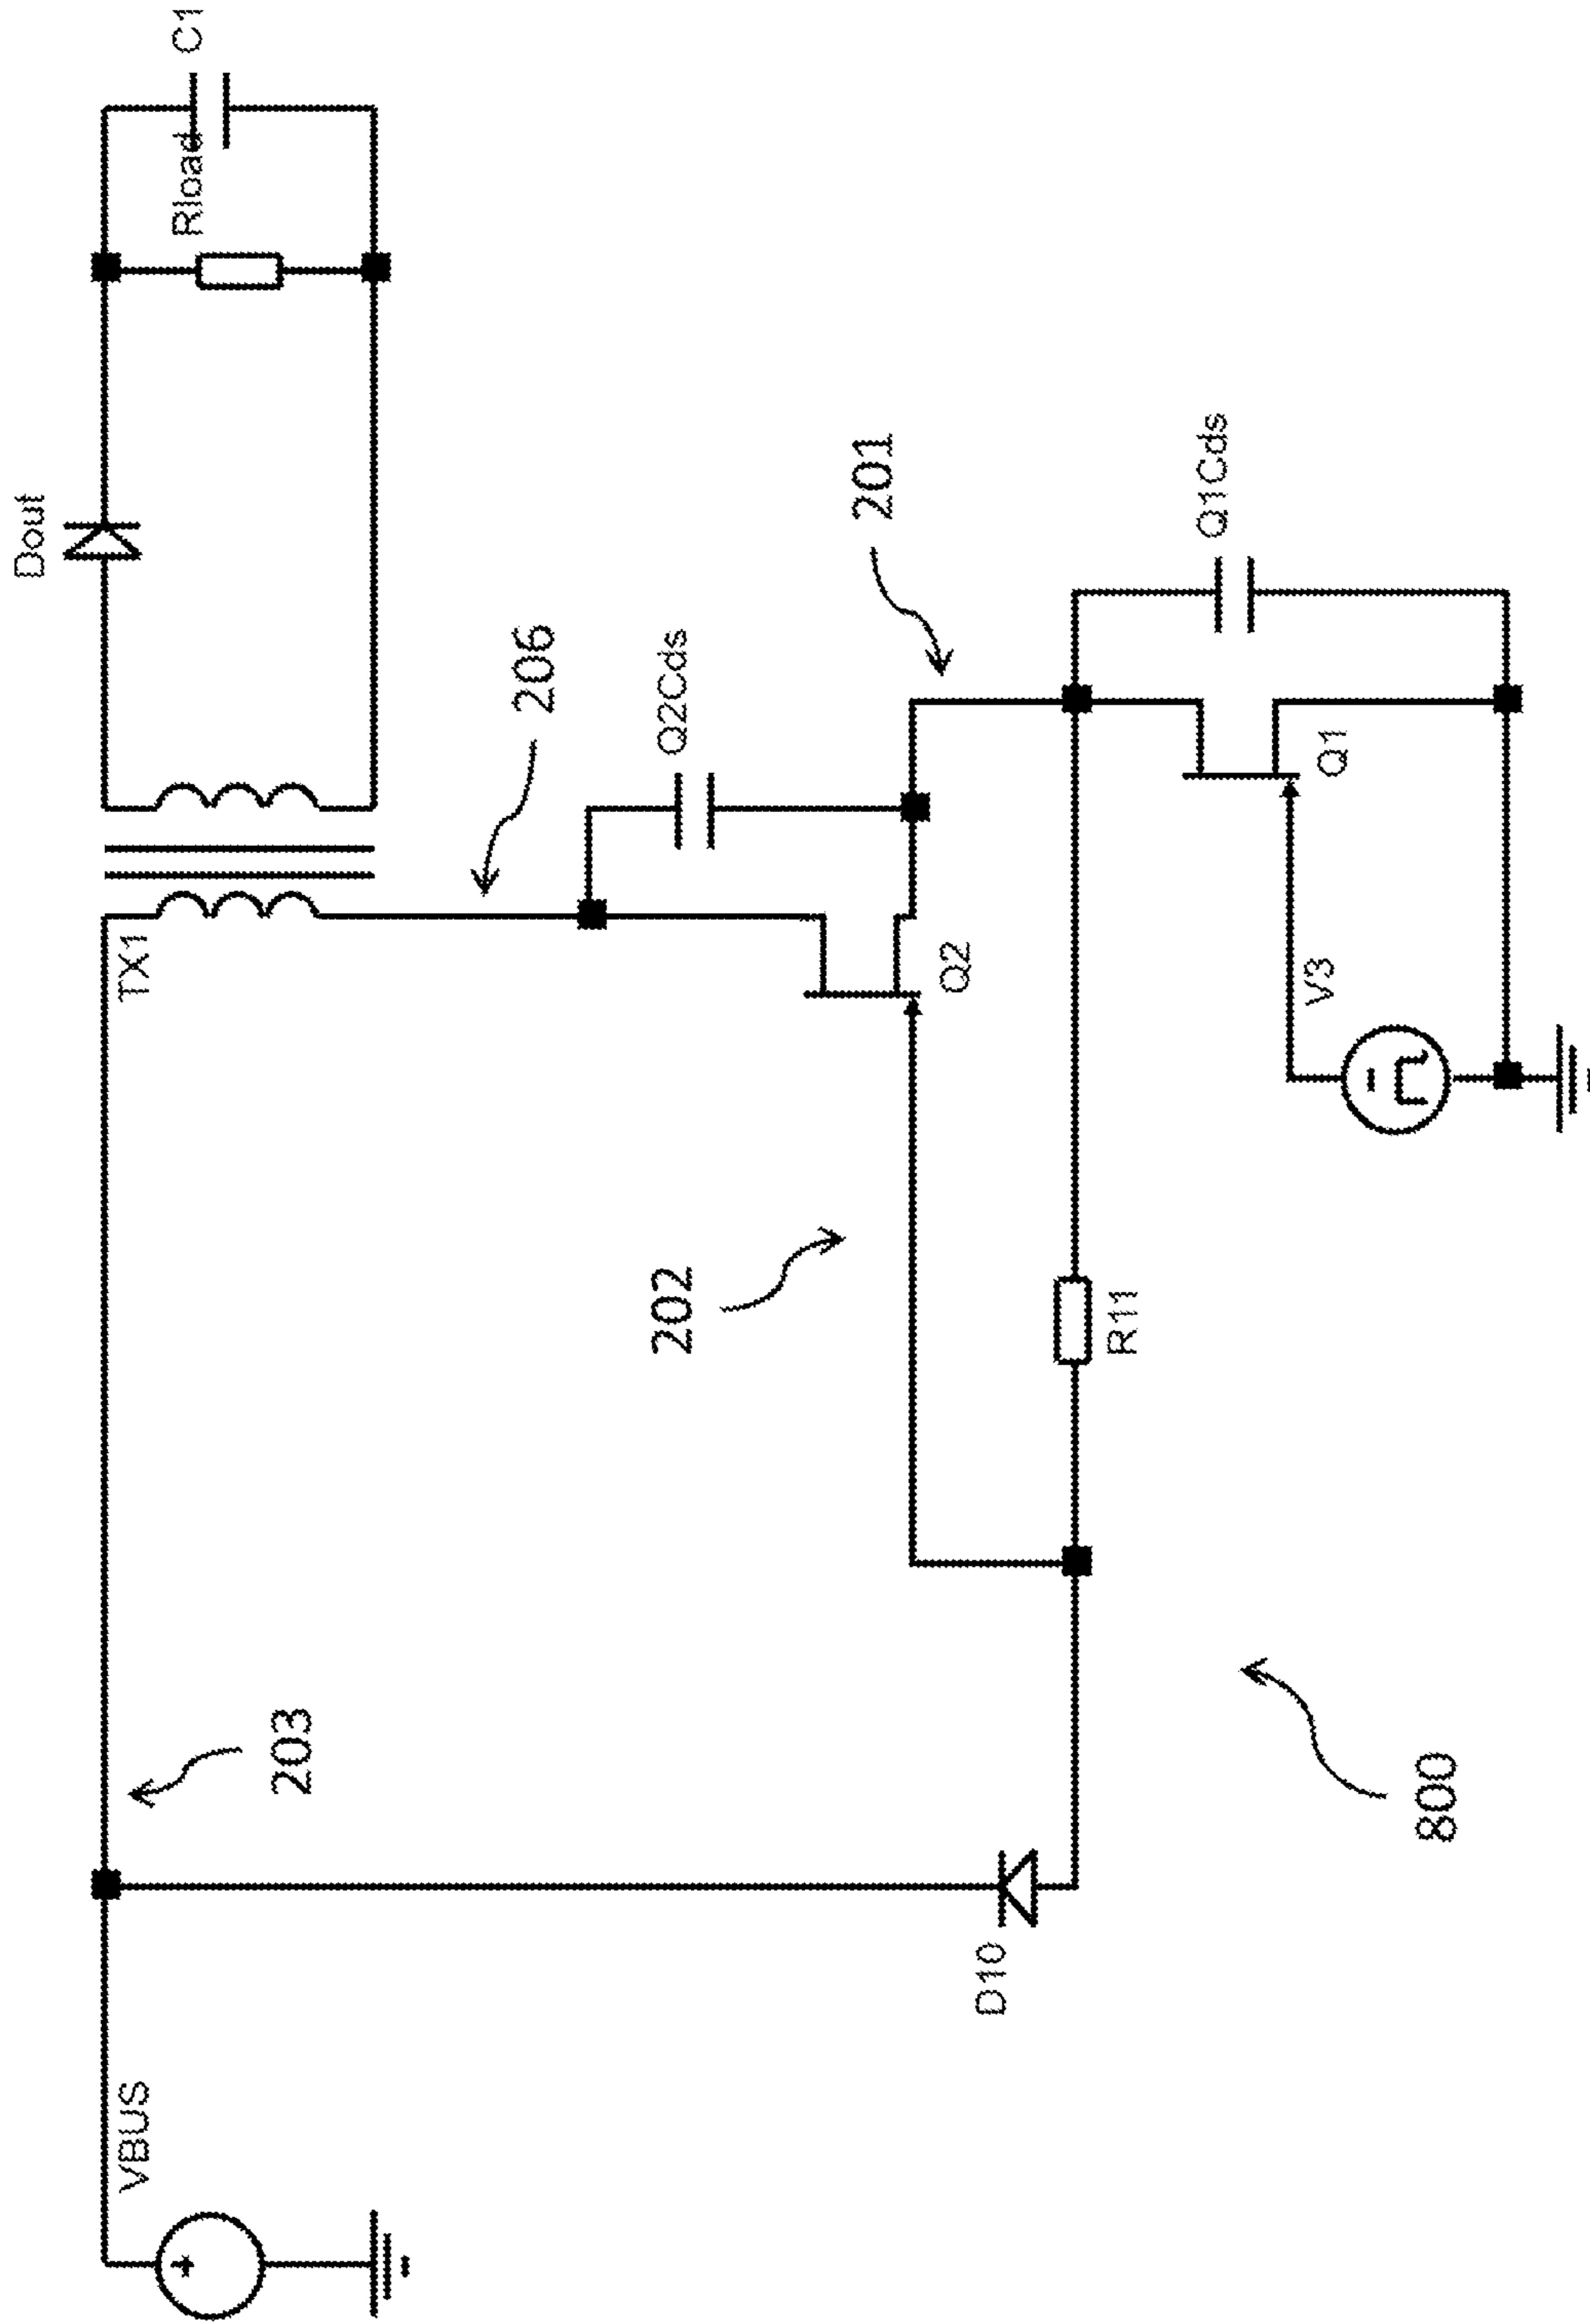 VBUS
203
D10
800
TX1
202
R11
206
Q2Cds
Q2
201
V3
Q1
Q1Cds
Dout
Rload
C1